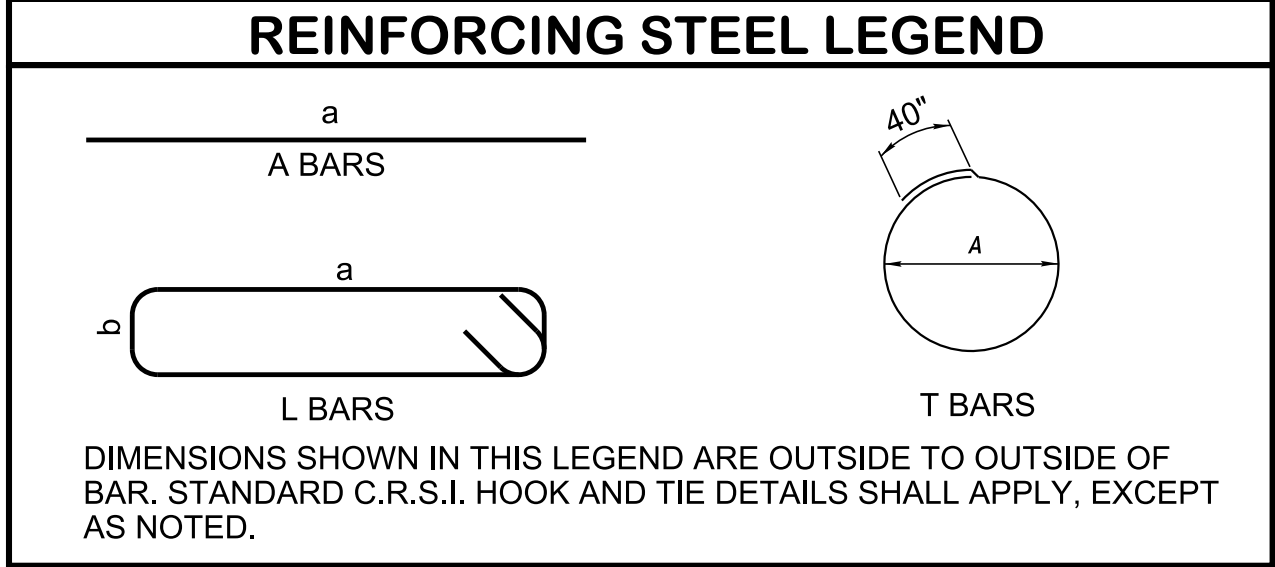 REINFORCING STEEL LEGEND
a
A BARS
a
b
L BARS
40"
A
T BARS
DIMENSIONS SHOWN IN THIS LEGEND ARE OUTSIDE TO OUTSIDE OF
BAR. STANDARD C.R.S.I. HOOK AND TIE DETAILS SHALL APPLY, EXCEPT
AS NOTED.